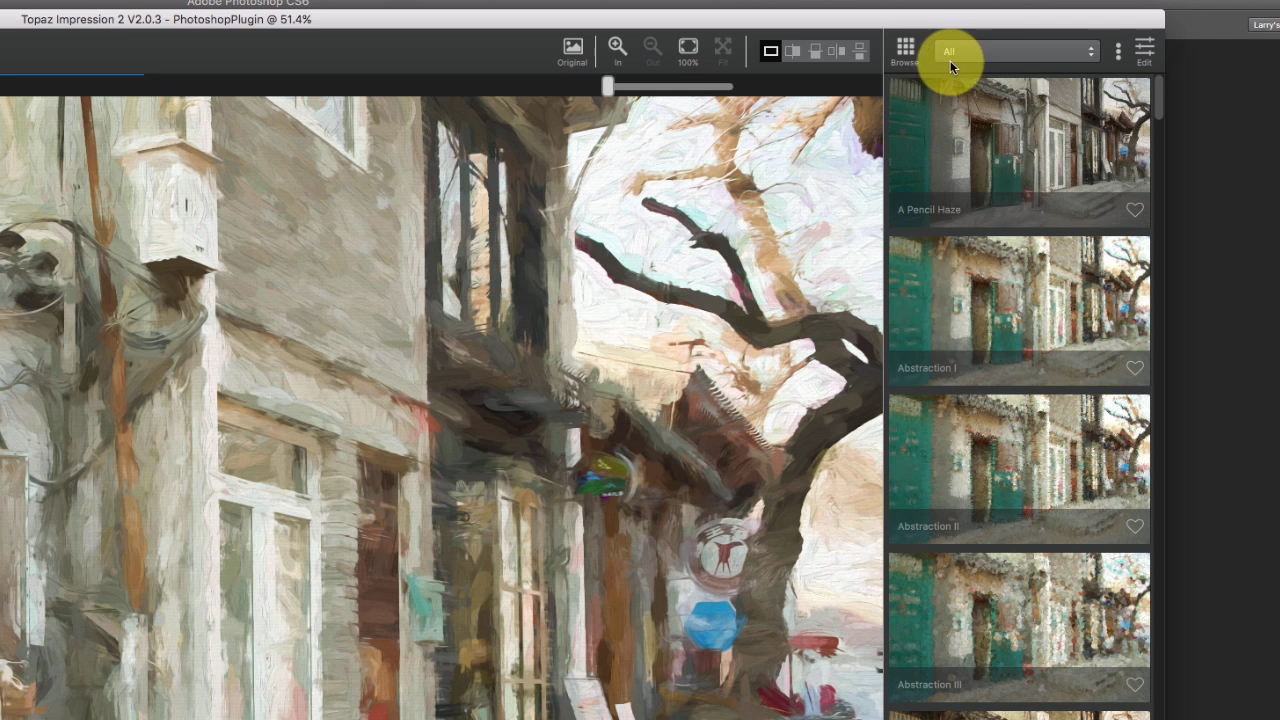 Adobe Photoshop CS6
Topaz Impression 2 V2.0.3 - PhotoshopPlugin @ 51.4%
Larry's
Original
In
Out
100%
Fit
Browse
All
Edit
A Pencil Haze
Abstraction I
Abstraction II
Abstraction III